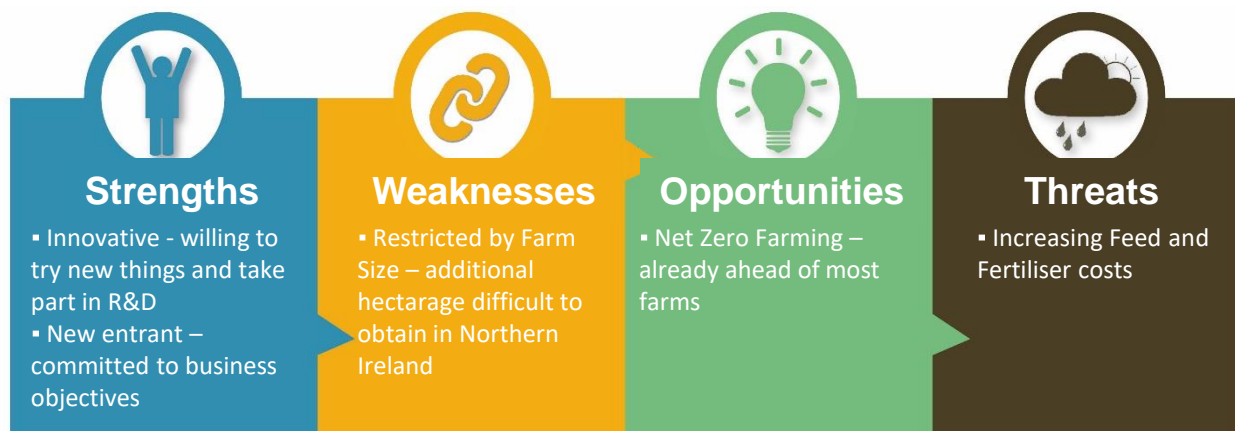 Strengths
▪ Innovative - willing to
try new things and take
part in R&D
▪ New entrant –
committed to business
objectives
Weaknesses
▪ Restricted by Farm
Size – additional
hectarage difficult to
obtain in Northern
Ireland
Opportunities
▪ Net Zero Farming –
already ahead of most
farms
Threats
▪ Increasing Feed and
Fertiliser costs